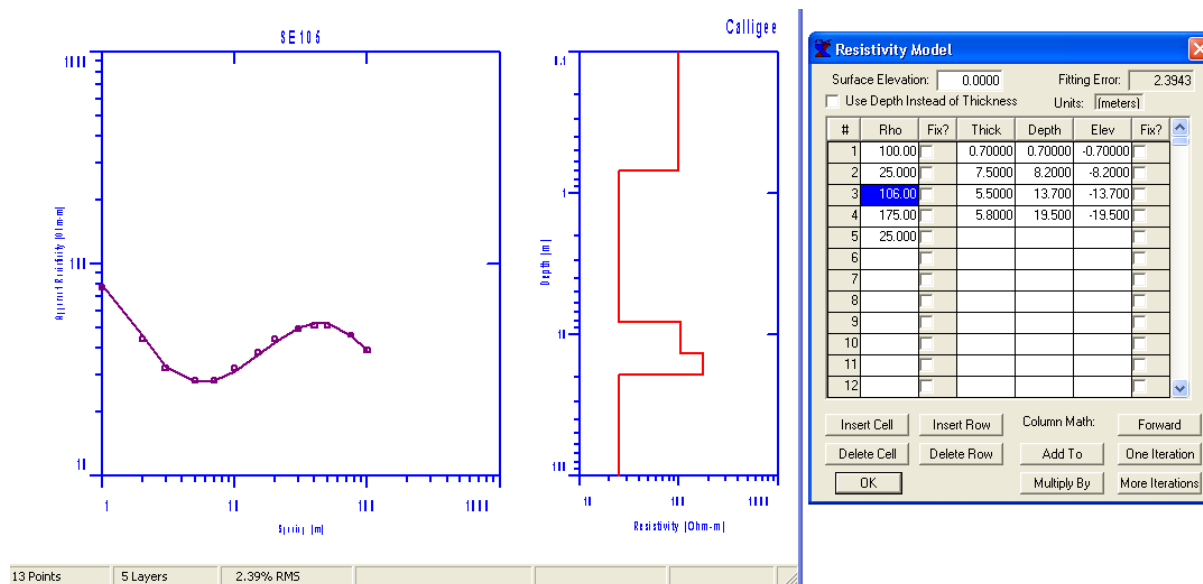 SE105
Calligee
1000
100
10
1
10
100
1000
Apparent Resistivity (Ohm-m)
Spacing (m)
0.1
1
10
100
10
100
1000
Depth (m)
Resistivity (Ohm-m)
13 Points 5 Layers 2.39% RMS
Resistivity Model
Surface Elevation: 0.0000 Fitting Error: 2.3943
Use Depth Instead of Thickness Units: (meters)
# Rho Fix? Thick Depth Elev Fix?
1 100.00 0.70000 0.70000 -0.70000
2 25.000 7.5000 8.2000 -8.2000
3 106.00 5.5000 13.700 -13.700
4 175.00 5.8000 19.500 -19.500
5 25.000
6
7
8
9
10
11
12
Insert Cell Insert Row Column Math: Forward
Delete Cell Delete Row Add To One Iteration
OK Multiply By More Iterations